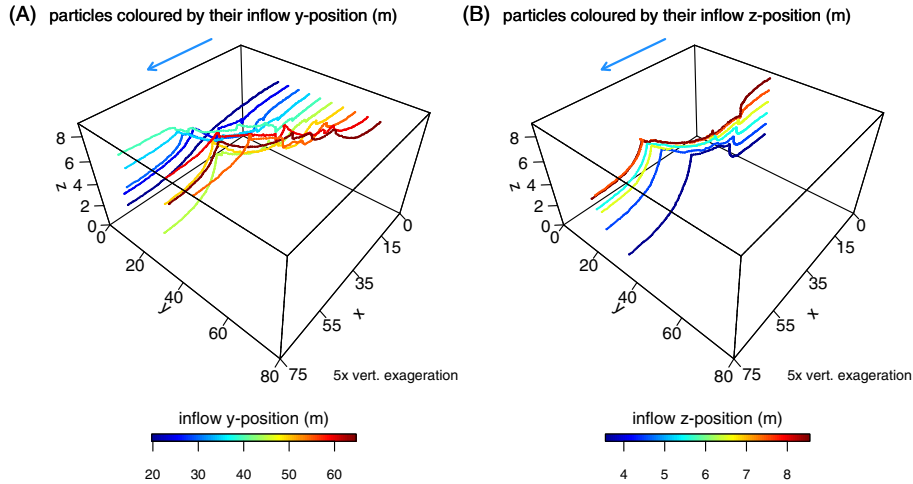 (A) particles coloured by their inflow y-position (m)
8
6
4
2
0
z
0
20
40
60
80
y
0
15
35
55
75
x
5x vert. exageration
inflow y-position (m)
20 30 40 50 60
(B) particles coloured by their inflow z-position (m)
8
6
4
2
0
z
0
20
40
60
80
y
0
15
35
55
75
x
5x vert. exageration
inflow z-position (m)
4 5 6 7 8